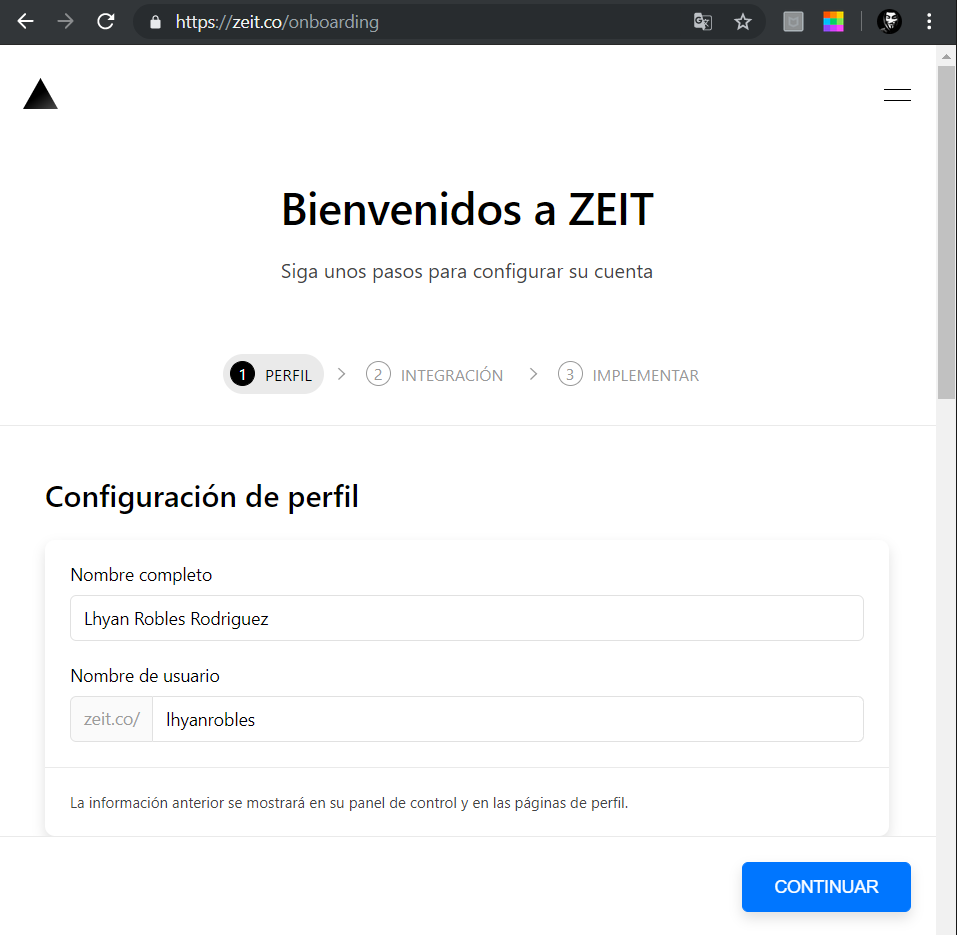 https://zeit.co/onboarding
Bienvenidos a ZEIT
Siga unos pasos para configurar su cuenta
1 PERFIL 2 INTEGRACIÓN 3 IMPLEMENTAR
Configuración de perfil
Nombre completo
Lhyan Robles Rodriguez
Nombre de usuario
zeit.co/ lhyanrobles
La información anterior se mostrará en su panel de control y en las páginas de perfil.
CONTINUAR